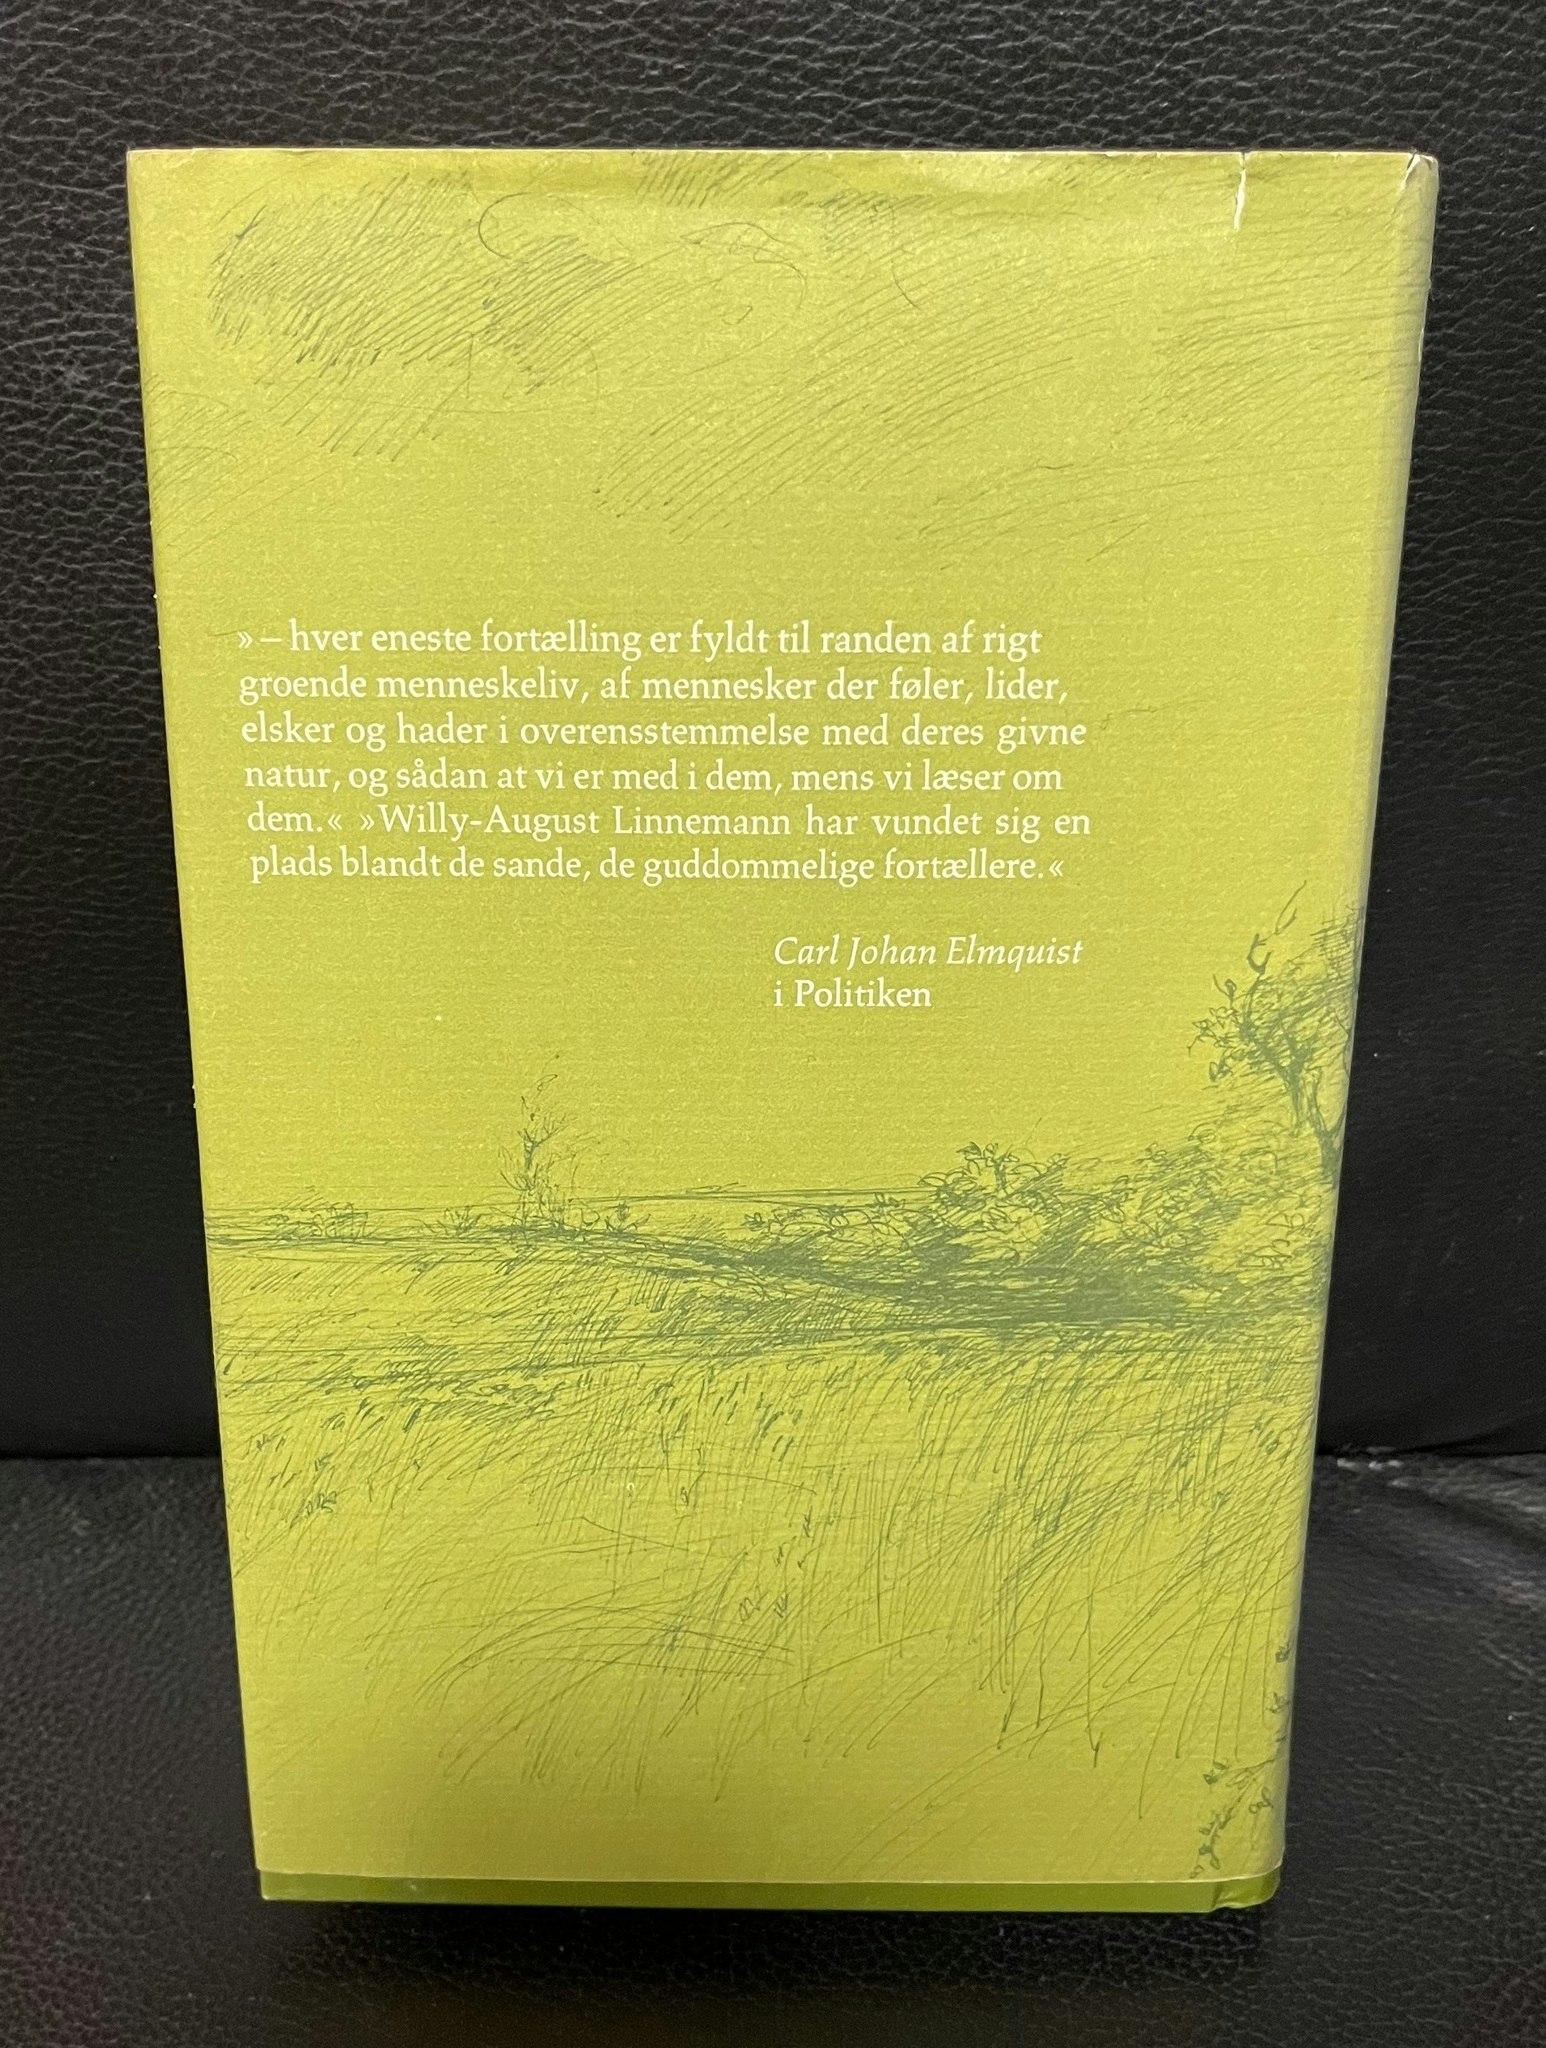 »–hver eneste fortælling er fyldt til randen af rigt
groende menneskeliv, af mennesker der føler, lider,
elsker og hader i overensstemmelse med deres givne
natur, og sådan at vi er med i dem, mens vi læser om
dem.« »Willy-August Linnemann har vundet sig en
plads blandt de sande, de guddommelige fortællere.«
Carl Johan Elmquist
i Politiken